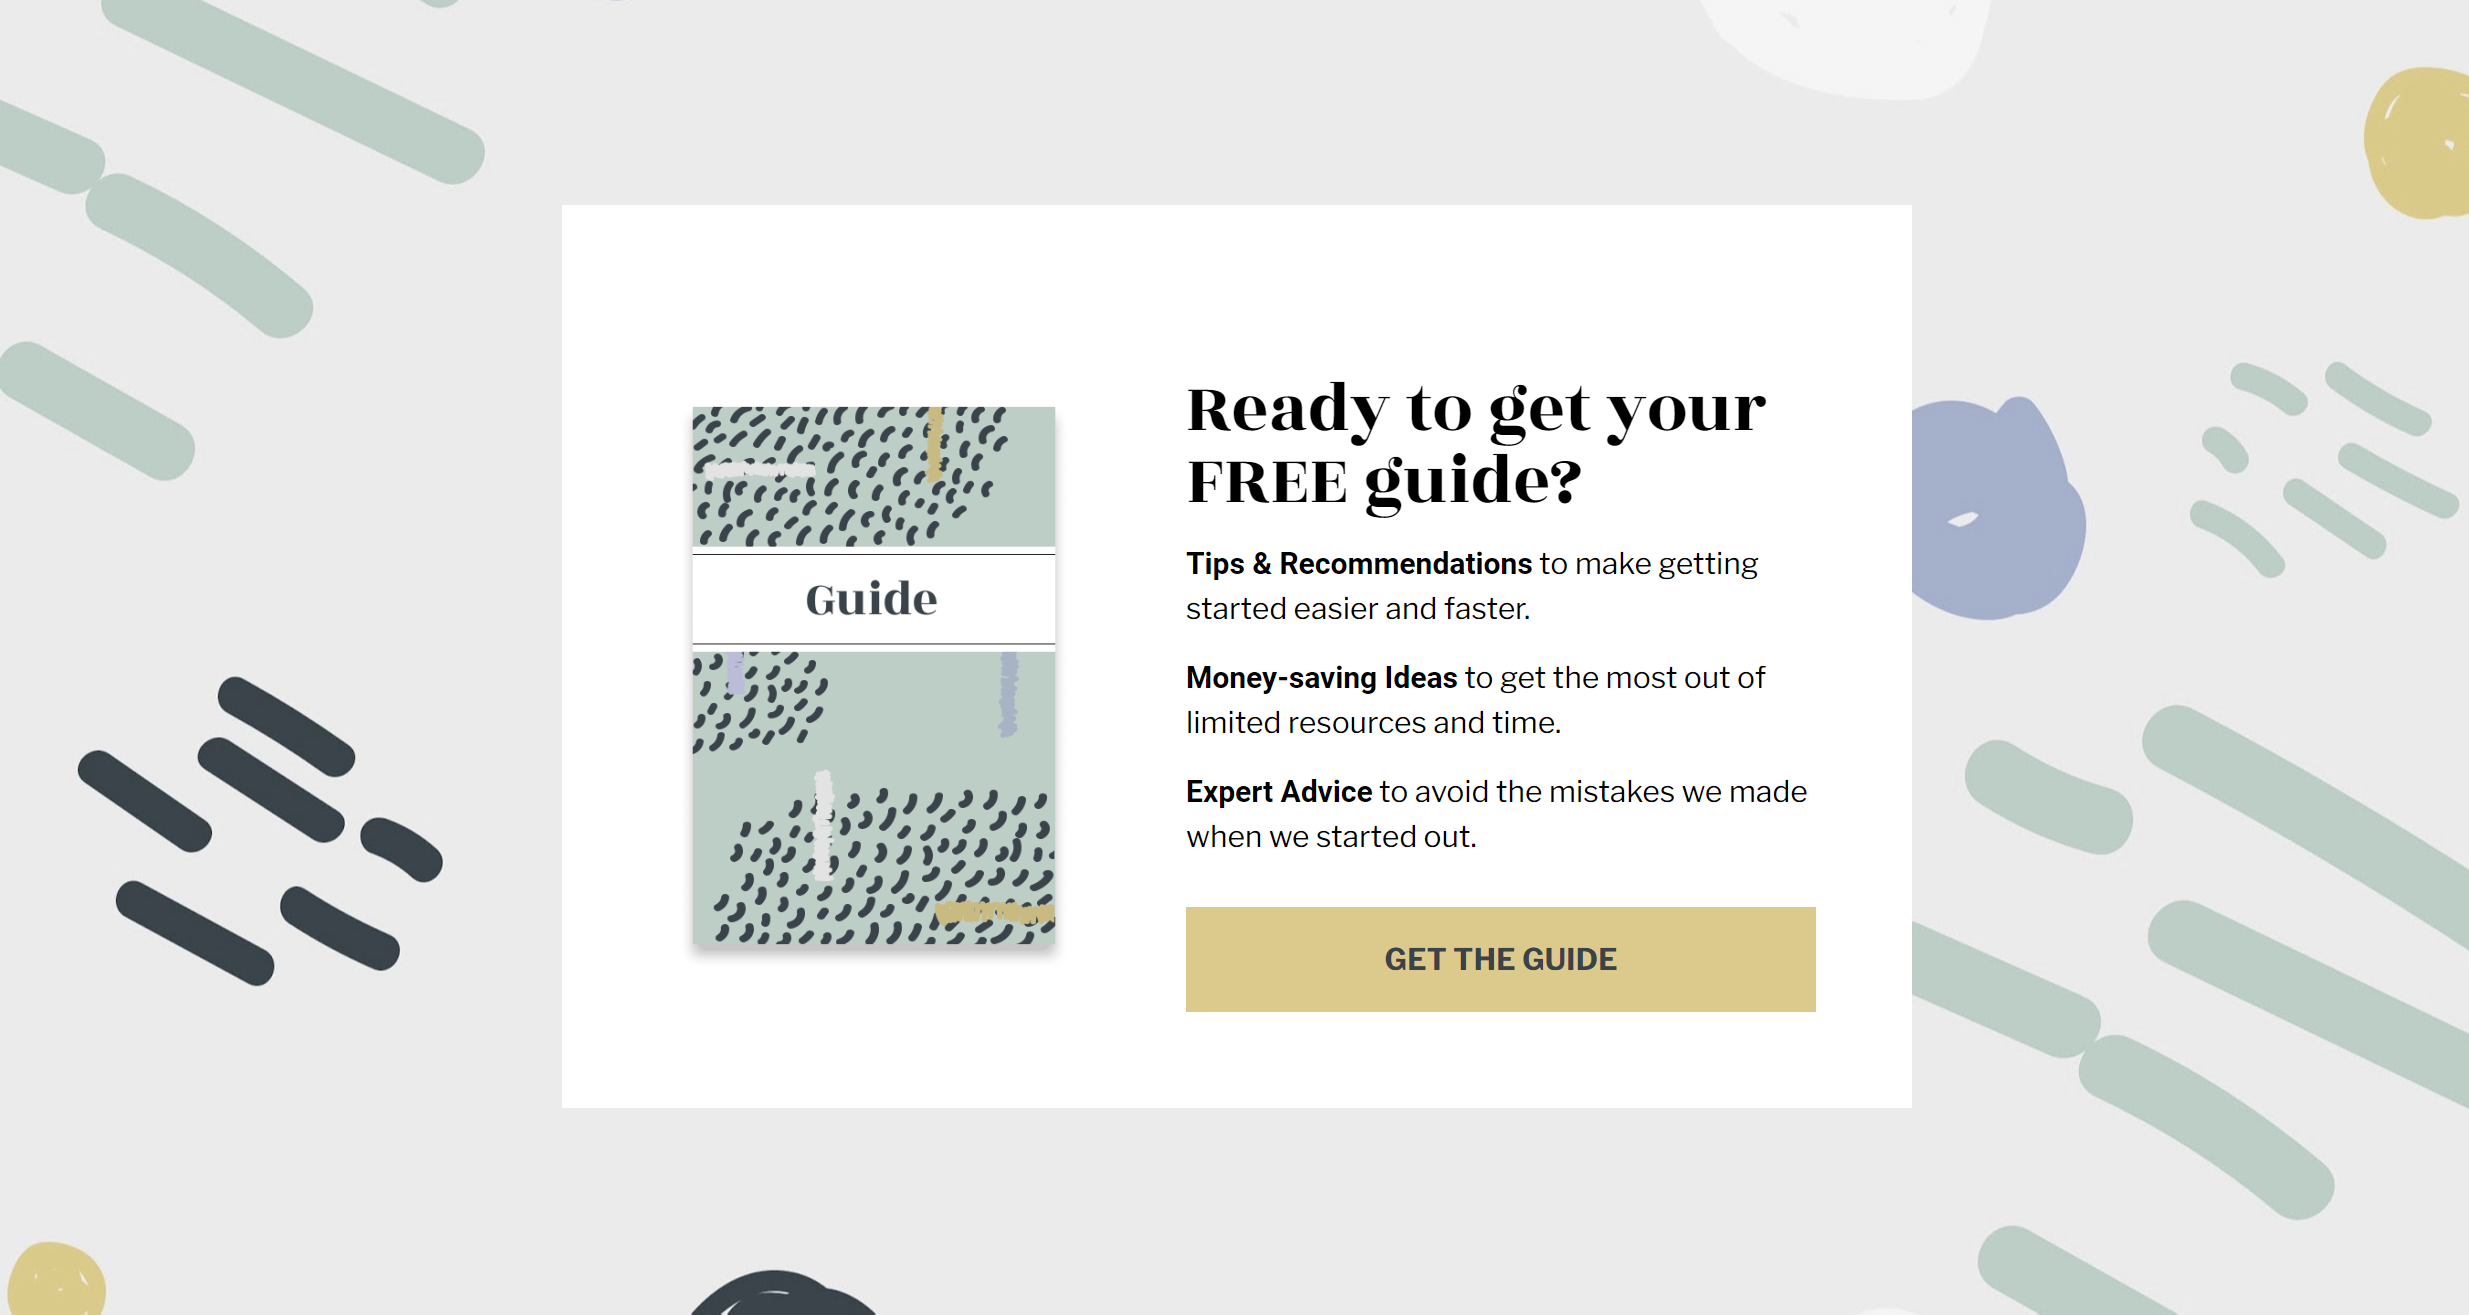 Guide
Ready to get your
FREE guide?
Tips & Recommendations to make getting
started easier and faster.
Money-saving Ideas to get the most out of
limited resources and time.
Expert Advice to avoid the mistakes we made
when we started out.
GET THE GUIDE